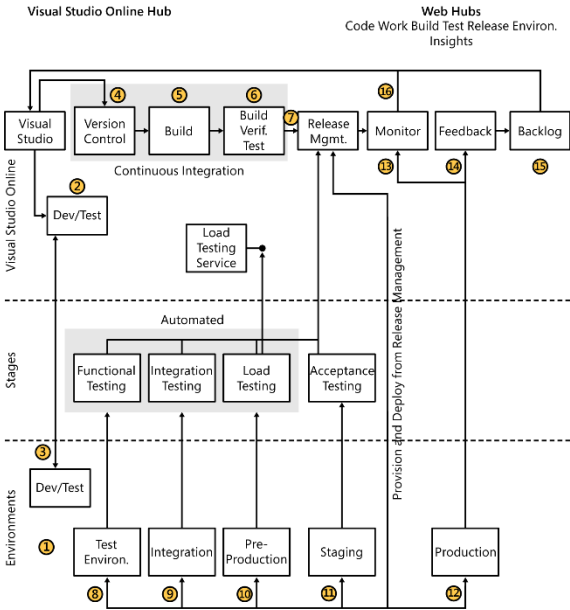 Visual Studio Online Hub
Web Hubs
Code Work Build Test Release Environ.
Insights
16
4
5
6
7
Visual
Studio
Version
Control
Build
Build
Verif.
Test
Release
Mgmt.
Monitor
Feedback
Backlog
Continuous Integration
13
14
15
2
Dev/Test
Visual Studio Online
Load
Testing
Service
Provision and Deploy from Release Management
Automated
Stages
Functional
Testing
Integration
Testing
Load
Testing
Acceptance
Testing
3
Dev/Test
Environments
1
Test
Environ.
Integration
Pre-
Production
Staging
Production
8
9
10
11
12